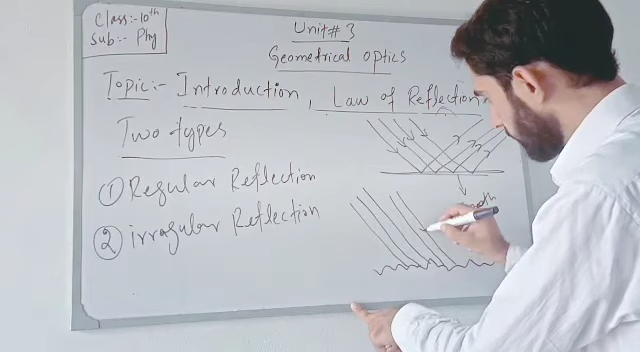 Class:- 10th
Sub:- Phy
Unit# 3
Geometrical optics
Topic:- Introduction, Law of Reflection
Two types
① Regular Reflection
② irregular Reflection